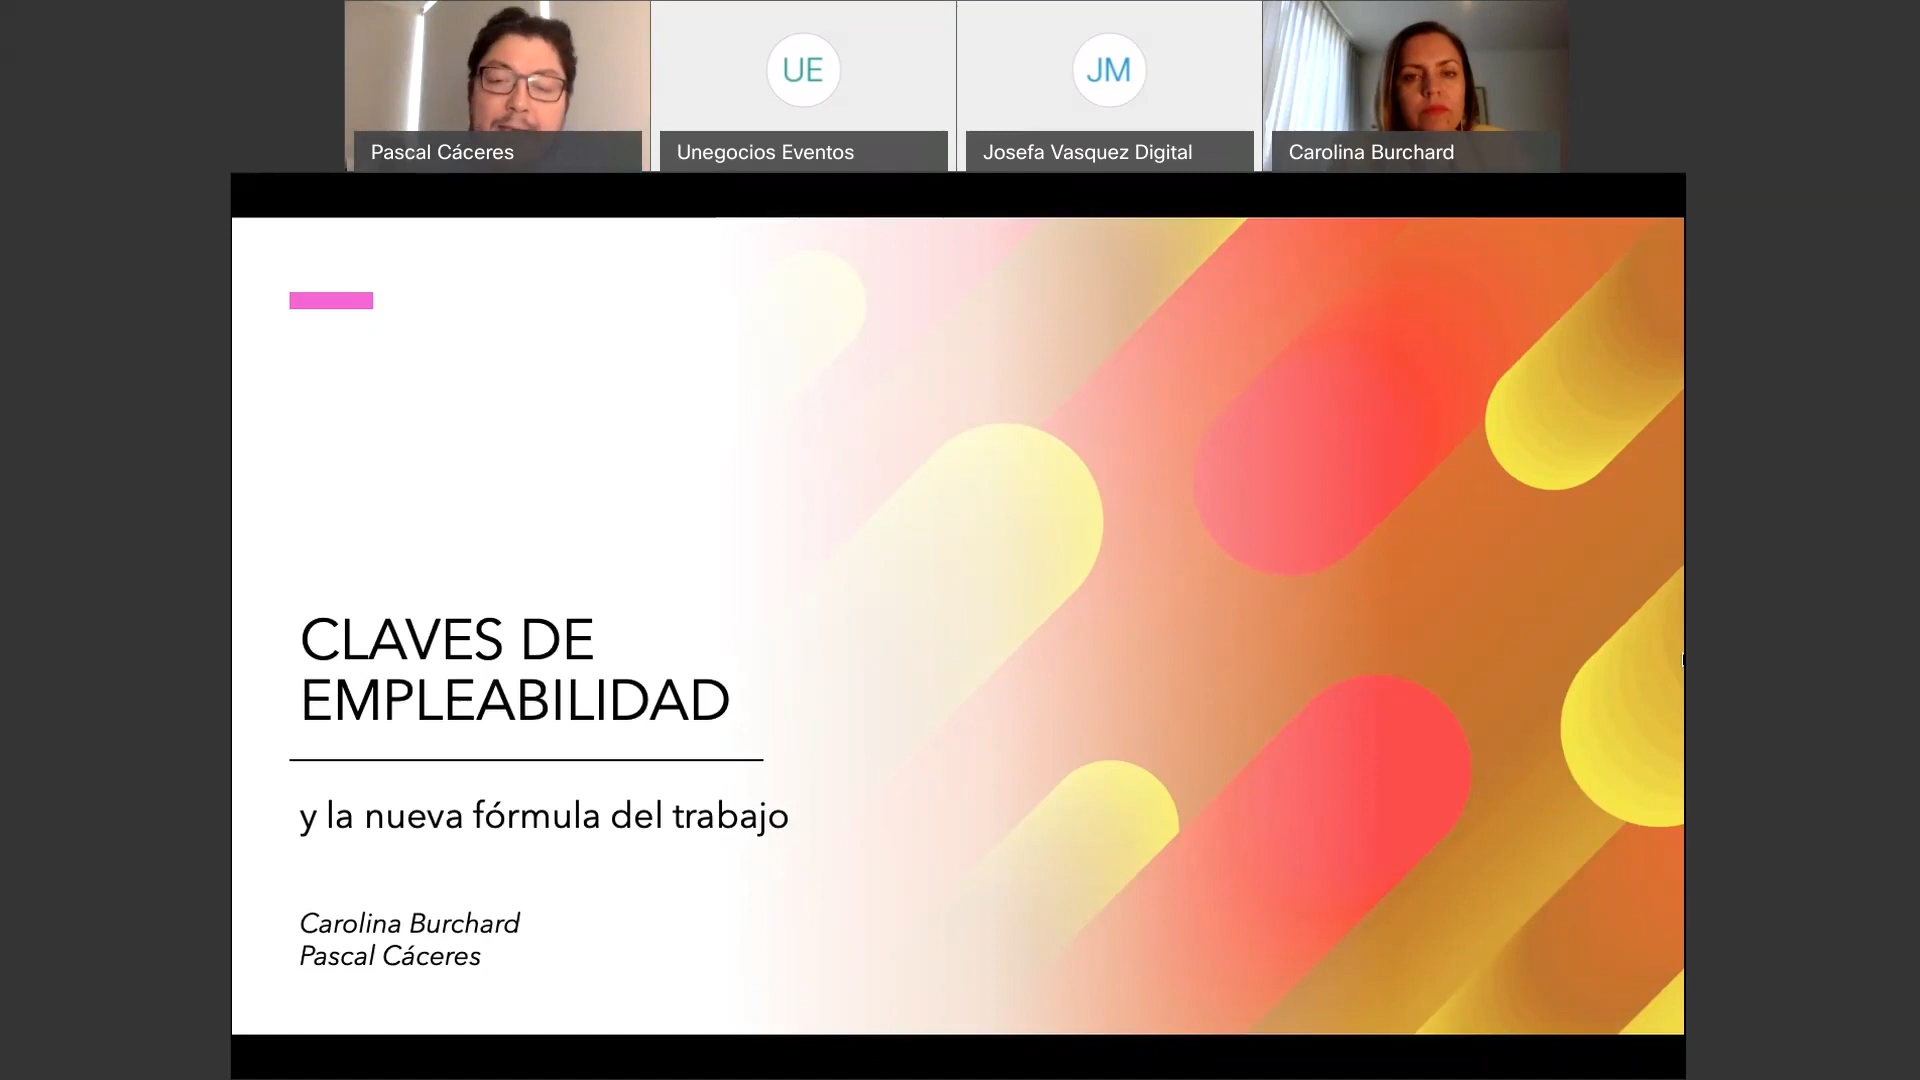 UE
JM
Pascal Cáceres
Unegocios Eventos
Josefa Vasquez Digital
Carolina Burchard
CLAVES DE
EMPLEABILIDAD
y la nueva fórmula del trabajo
Carolina Burchard
Pascal Cáceres